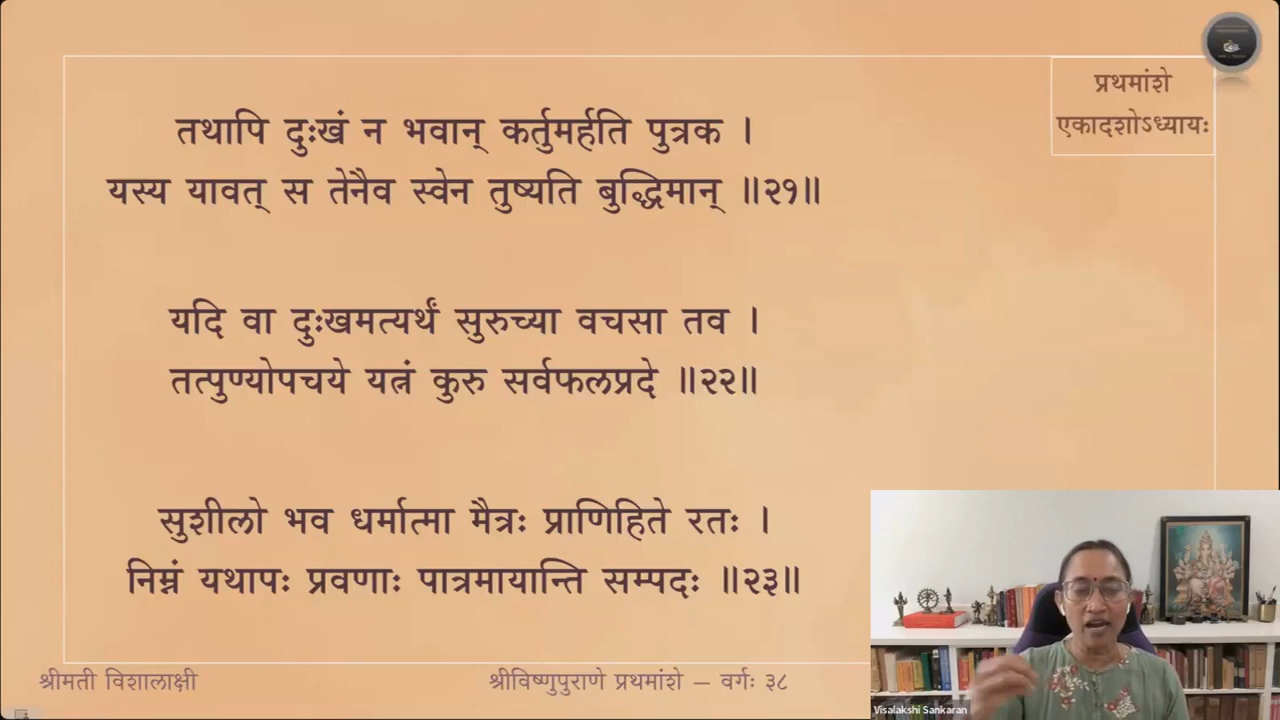 प्रथमांशे
एकादशोऽध्यायः
तथापि दुःखं न भवान् कर्तुमर्हति पुत्रक ।
यस्य यावत् स तेनैव स्वेन तुष्यति बुद्धिमान् ॥२१॥
यदि वा दुःखमत्यर्थं सुरुच्या वचसा तव ।
तत्पुण्योपचये यत्नं कुरु सर्वफलप्रदे ॥२२॥
सुशीलो भव धर्मात्मा मैत्रः प्राणिहिते रतः ।
निम्नं यथापः प्रवणाः पात्रमायान्ति सम्पदः ॥२३॥
श्रीमती विशालाक्षी
श्रीविष्णुपुराणे प्रथमांशे – वर्गः ३८
Visalakshi Sankaran